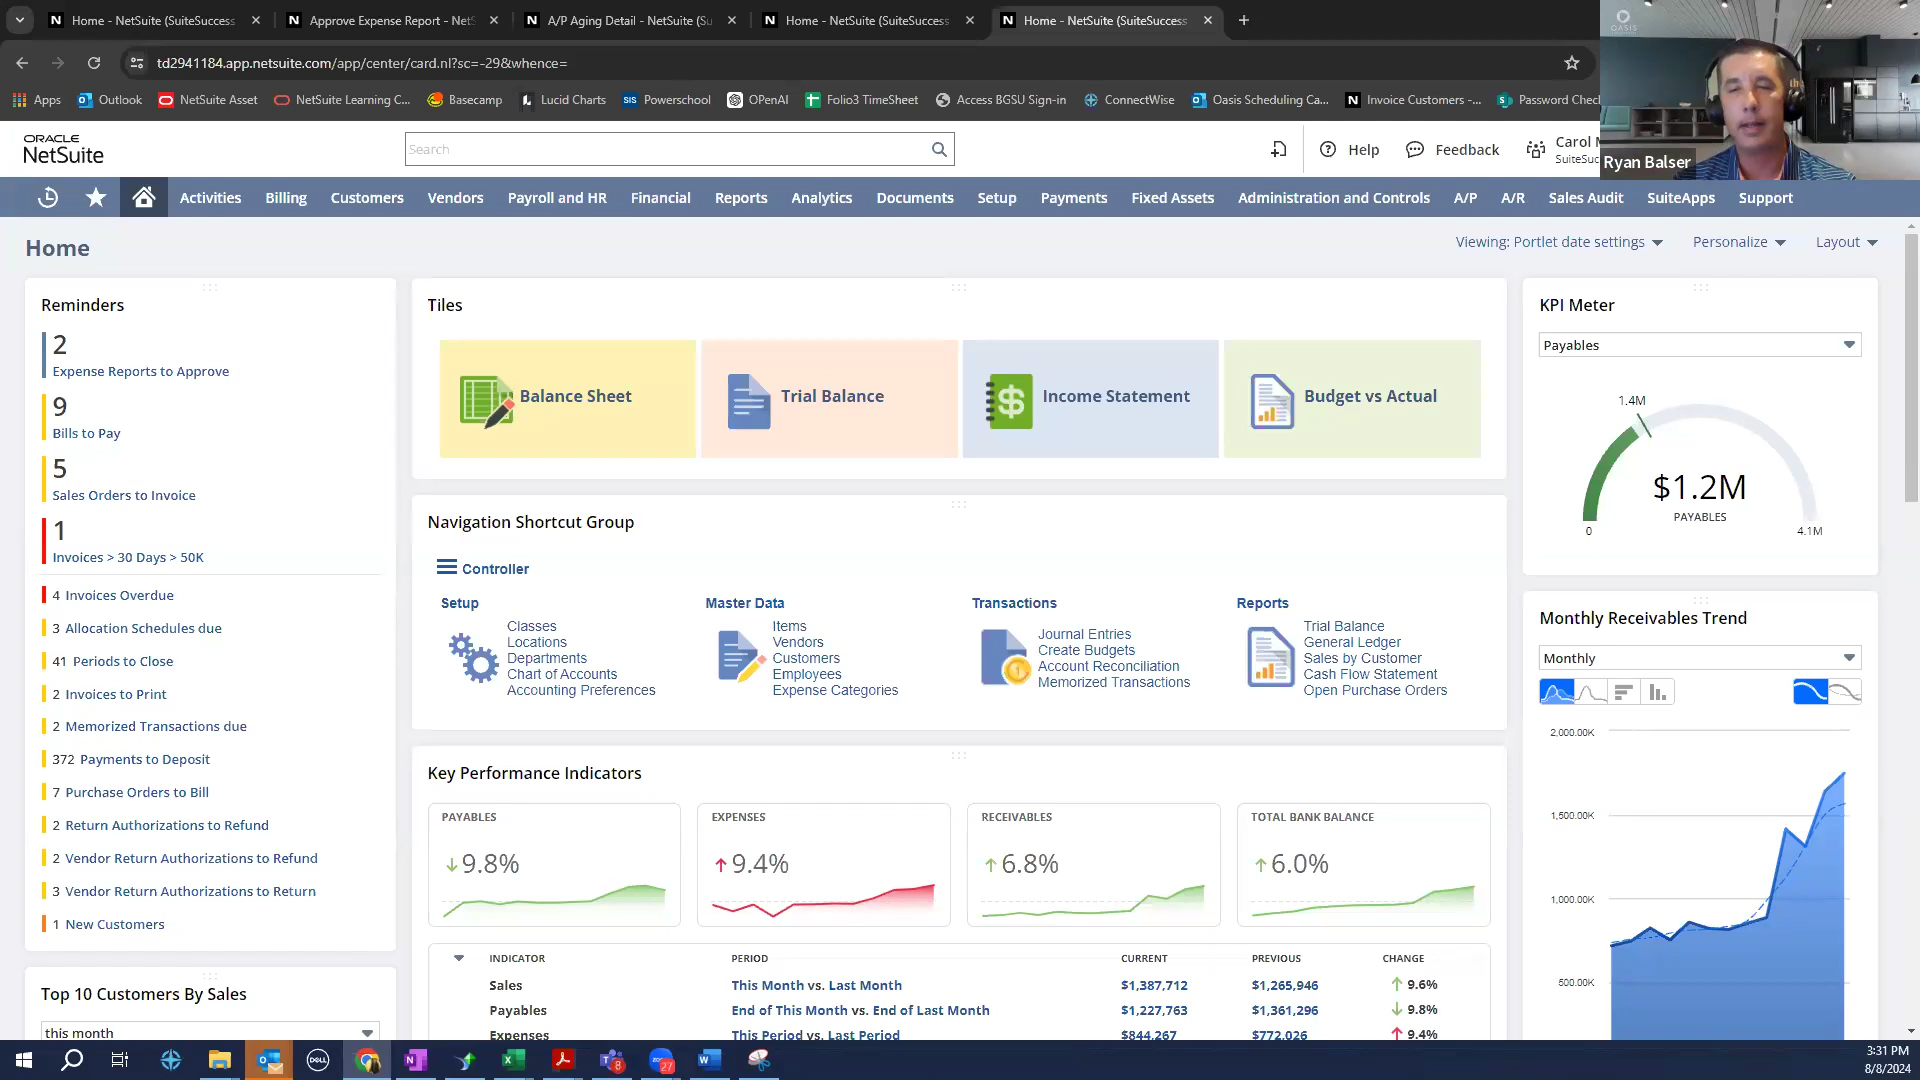 Home - NetSuite (SuiteSuccess
Approve Expense Report - Net
A/P Aging Detail - NetSuite (Su
Home - NetSuite (SuiteSuccess
Home - NetSuite (SuiteSuccess
td2941184.app.netsuite.com/app/center/card.nl?sc=-29&whence=
Apps
Outlook
NetSuite Asset
NetSuite Learning C...
Basecamp
Lucid Charts
SIS Powerschool
OPENAI
Folio3 TimeSheet
Access BGSU Sign-in
ConnectWise
Oasis Scheduling Ca...
Invoice Customers -...
Password Chec
OASIS
Ryan Balser
ORACLE
NetSuite
Search
Help
Feedback
Carol M
SuiteSuc
Activities
Billing
Customers
Vendors
Payroll and HR
Financial
Reports
Analytics
Documents
Setup
Payments
Fixed Assets
Administration and Controls
A/P
A/R
Sales Audit
SuiteApps
Support
Home
Viewing: Portlet date settings
Personalize
Layout
Reminders
2
Expense Reports to Approve
9
Bills to Pay
5
Sales Orders to Invoice
1
Invoices > 30 Days > 50K
4 Invoices Overdue
3 Allocation Schedules due
41 Periods to Close
2 Invoices to Print
2 Memorized Transactions due
372 Payments to Deposit
7 Purchase Orders to Bill
2 Return Authorizations to Refund
2 Vendor Return Authorizations to Refund
3 Vendor Return Authorizations to Return
1 New Customers
Top 10 Customers By Sales
this month
Tiles
Balance Sheet
Trial Balance
Income Statement
Budget vs Actual
Navigation Shortcut Group
Controller
Setup
Classes
Locations
Departments
Chart of Accounts
Accounting Preferences
Master Data
Items
Vendors
Customers
Employees
Expense Categories
Transactions
Journal Entries
Create Budgets
Account Reconciliation
Memorized Transactions
Reports
Trial Balance
General Ledger
Sales by Customer
Cash Flow Statement
Open Purchase Orders
Key Performance Indicators
PAYABLES
9.8%
EXPENSES
9.4%
RECEIVABLES
6.8%
TOTAL BANK BALANCE
6.0%
INDICATOR PERIOD CURRENT PREVIOUS CHANGE
Sales This Month vs. Last Month $1,387,712 $1,265,946 9.6%
Payables End of This Month vs. End of Last Month $1,227,763 $1,361,296 9.8%
Expenses This Period vs. Last Period $844,267 $772,026 9.4%
KPI Meter
Payables
1.4M
$1.2M
PAYABLES
0
4.1M
Monthly Receivables Trend
Monthly
2,000.00K
1,500.00K
1,000.00K
500.00K
DELL
8
27
3:31 PM
8/8/2024